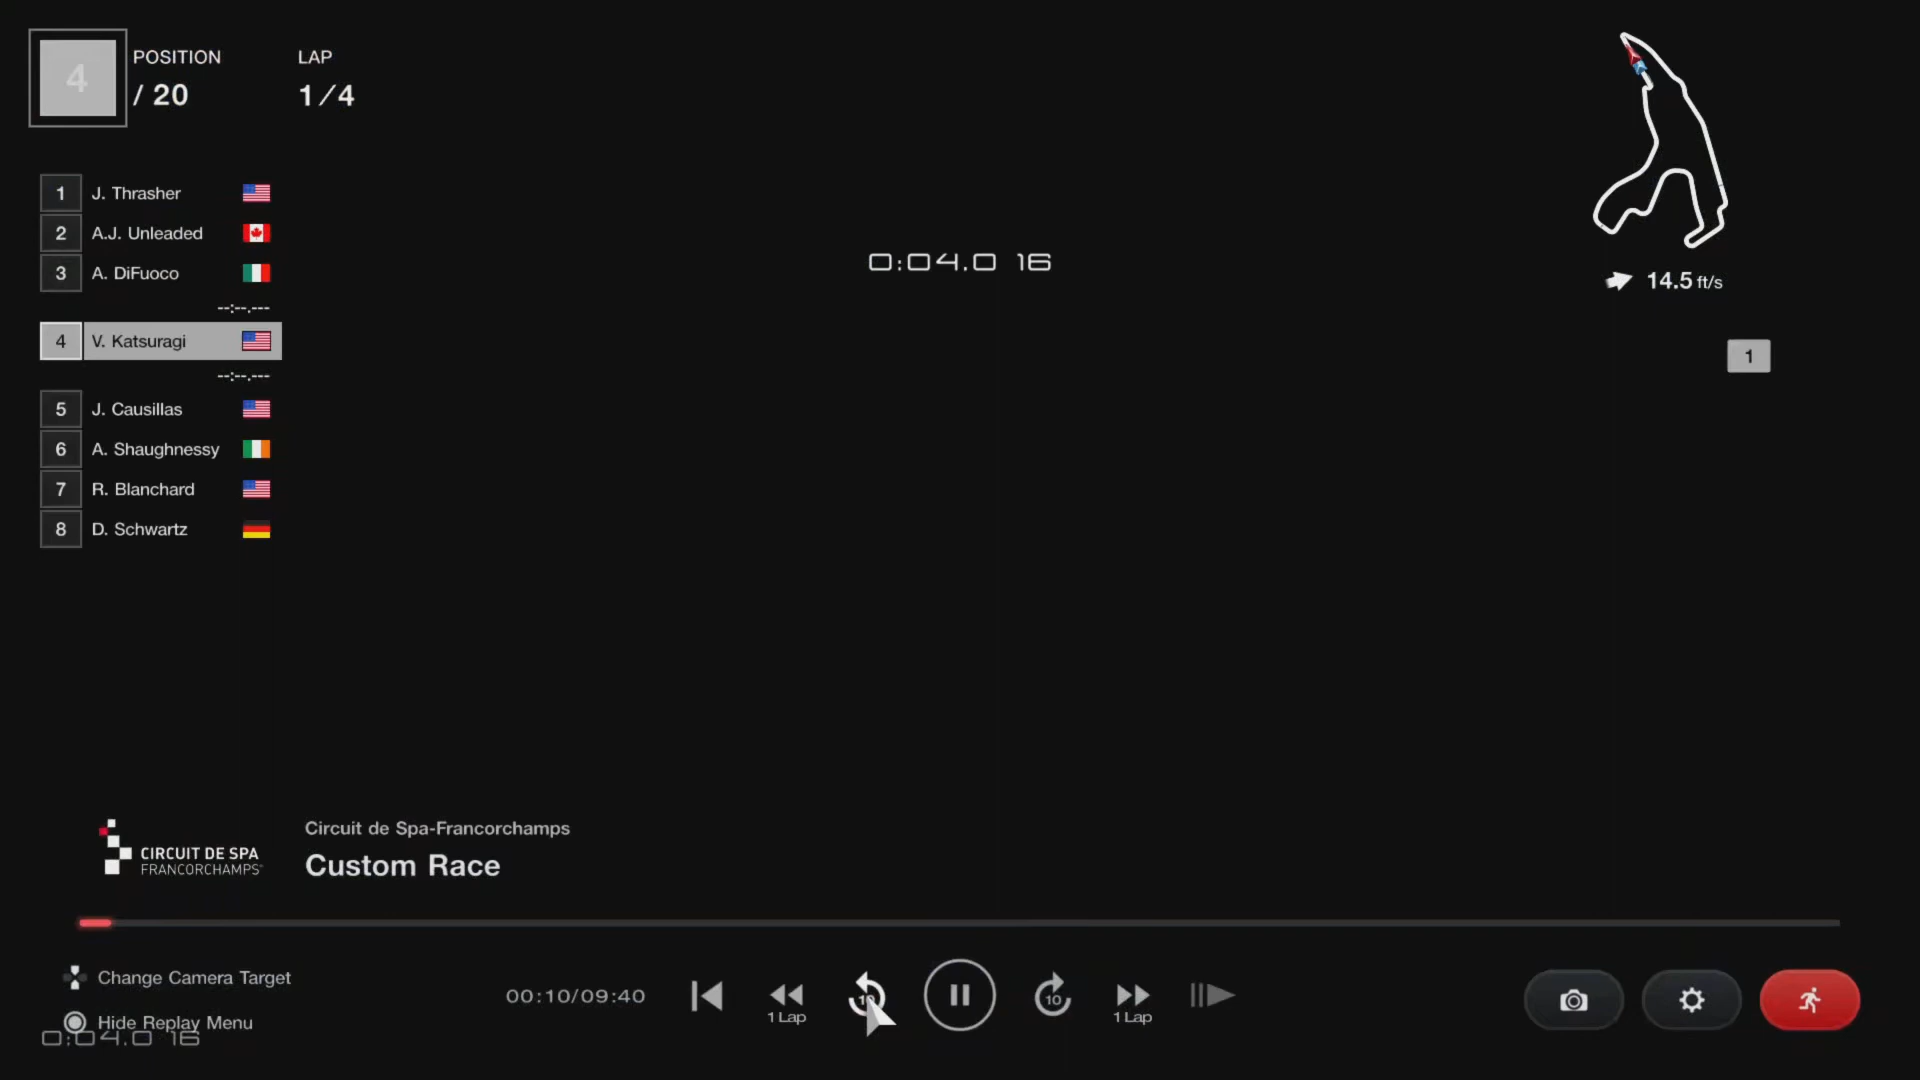 4
POSITION
/ 20
LAP
1/4
1 J. Thrasher
2 A.J. Unleaded
3 A. DiFuoco
--:--.---
4 V. Katsuragi
--:--.---
5 J. Causillas
6 A. Shaughnessy
7 R. Blanchard
8 D. Schwartz
0:04.0 16
14.5 ft/s
1
CIRCUIT DE SPA
FRANCORCHAMPS
Circuit de Spa-Francorchamps
Custom Race
Change Camera Target
Hide Replay Menu
0:04.0 16
00:10/09:40
1 Lap
10
10
1 Lap